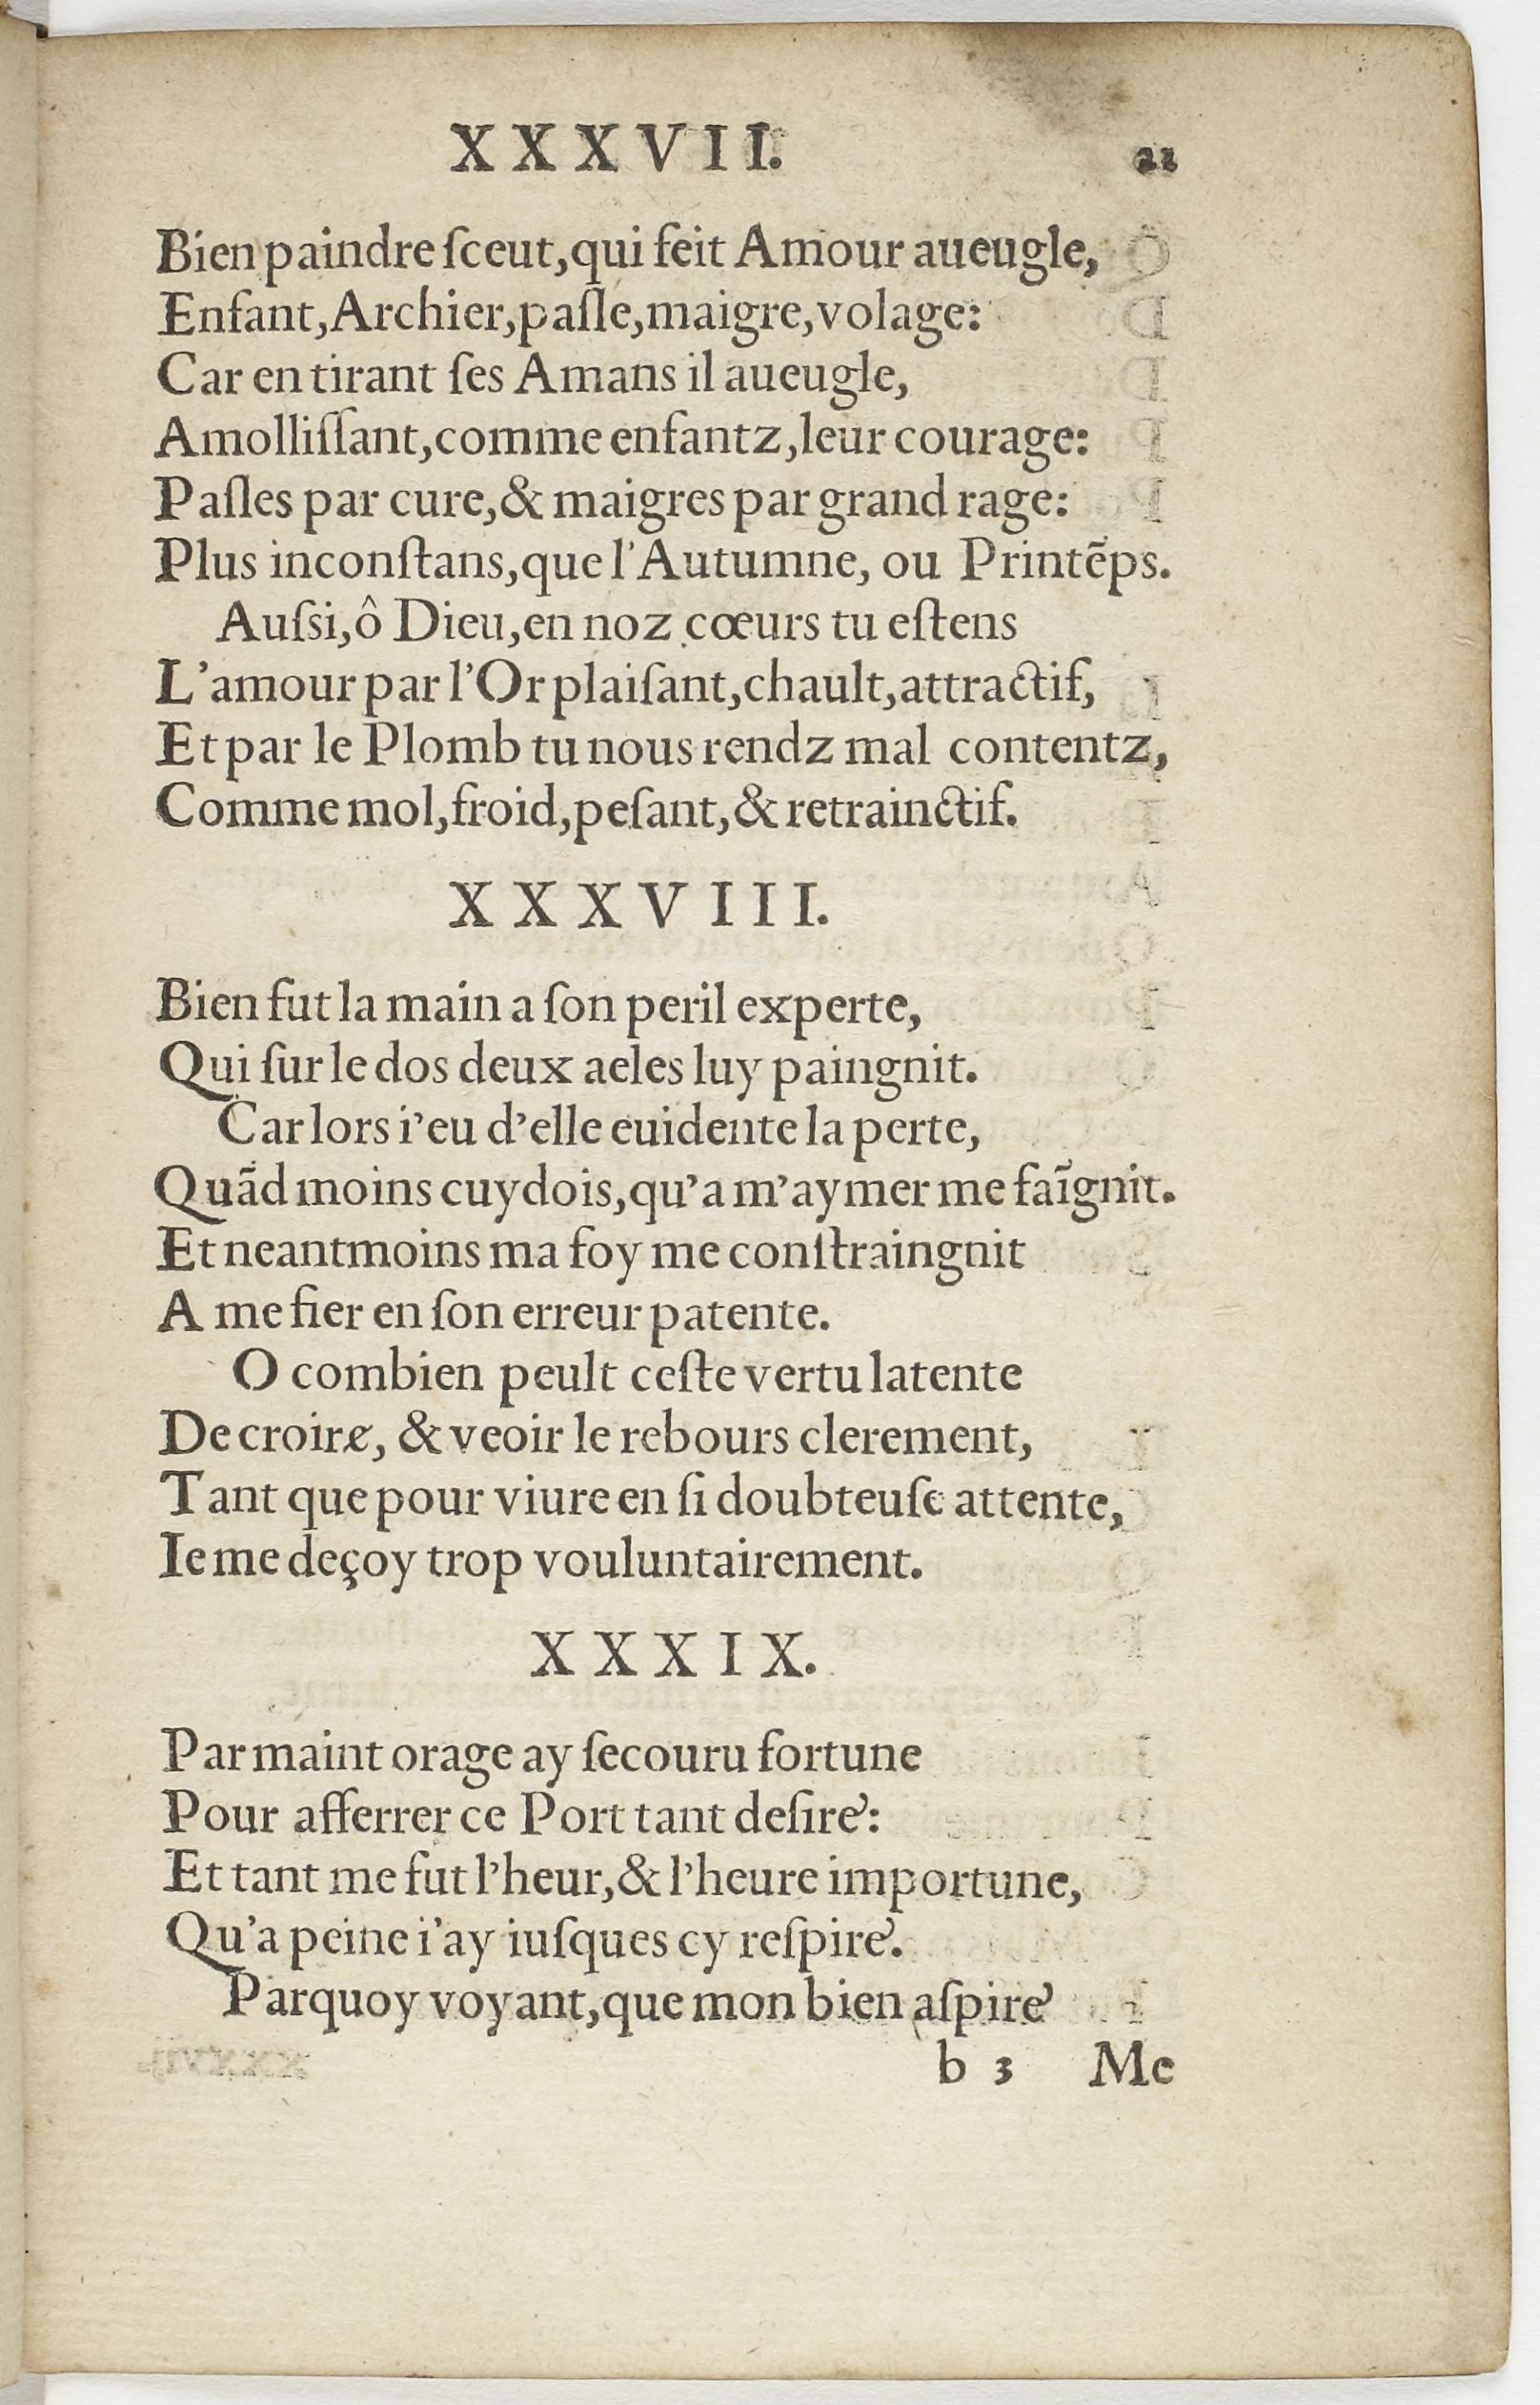 XXXVII. 21
Bien paindre ſceut, qui feit Amour aueugle,
Enfant, Archier, paſle, maigre, volage:
Car en tirant ſes Amans il aueugle,
Amolliſſant, comme enfantz, leur courage:
Paſles par cure, & maigres par grand rage:
Plus inconſtans, que l'Autumne, ou Printẽps.
Auſsi, ô Dieu, en noz cœurs tu eſtens
L'amour par l'Or plaiſant, chault, attractif,
Et par le Plomb tu nous rendz mal contentz,
Comme mol, froid, peſant, & retrainctif.
XXXVIII.
Bien fut la main a ſon peril experte,
Qui ſur le dos deux aeles luy paingnit.
Car lors i'eu d'elle euidente la perte,
Quãd moins cuydois, qu'a m'aymer me faĩgnit.
Et neantmoins ma foy me conſtraingnit
A me fier en ſon erreur patente.
O combien peult ceſte vertu latente
De croire, & veoir le rebours clerement,
Tant que pour viure en ſi doubteuſe attente,
Ie me deçoy trop vouluntairement.
XXXIX.
Par maint orage ay ſecouru fortune
Pour afferrer ce Port tant deſiré:
Et tant me fut l'heur, & l'heure importune,
Qu'a peine i'ay iuſques cy reſpiré.
Parquoy voyant, que mon bien aſpiré
b 3 Me